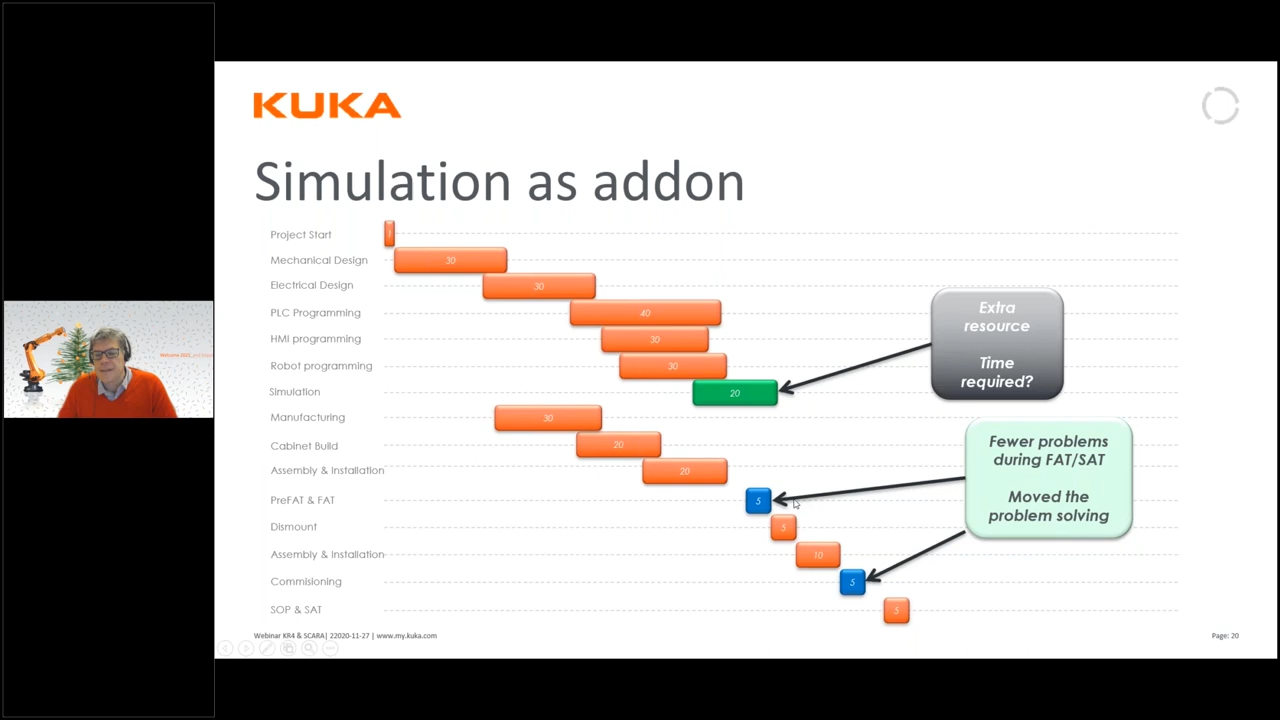 KUKA
Simulation as addon
Project Start
Mechanical Design
30
Electrical Design
30
PLC Programming
40
HMI programming
30
Robot programming
30
Simulation
20
Manufacturing
30
Cabinet Build
20
Assembly & Installation
20
PreFAT & FAT
5
Dismount
5
Assembly & Installation
10
Commisioning
5
SOP & SAT
5
Extra
resource
Time
required?
Fewer problems
during FAT/SAT
Moved the
problem solving
Webinar KR4 & SCARA| 22020-11-27 | www.my.kuka.com
Page: 20